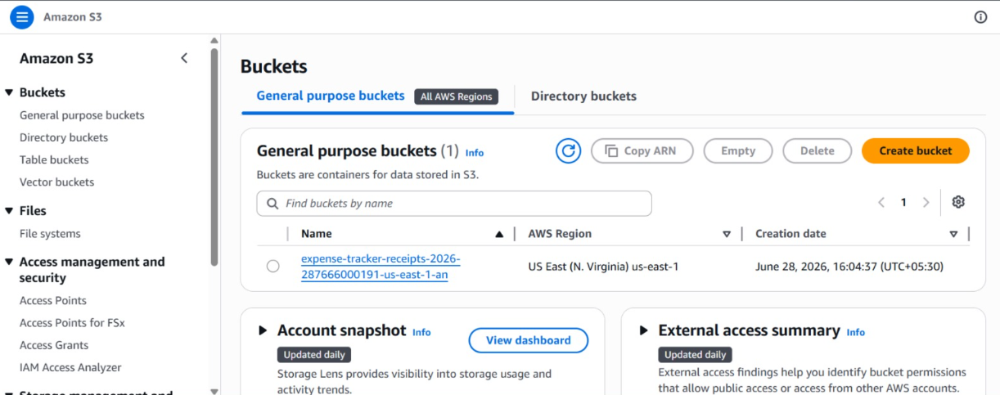 Amazon S3
Amazon S3
Buckets
General purpose buckets
Directory buckets
Table buckets
Vector buckets
Files
File systems
Access management and
security
Access Points
Access Points for FSx
Access Grants
IAM Access Analyzer
Storage management and
Buckets
General purpose buckets All AWS Regions Directory buckets
General purpose buckets (1) Info Copy ARN Empty Delete Create bucket
Buckets are containers for data stored in S3.
Find buckets by name 1
Name AWS Region Creation date
expense-tracker-receipts-2026-
287666000191-us-east-1-an US East (N. Virginia) us-east-1 June 28, 2026, 16:04:37 (UTC+05:30)
Account snapshot Info View dashboard
Updated daily
Storage Lens provides visibility into storage usage and
activity trends.
External access summary Info
Updated daily
External access findings help you identify bucket permissions
that allow public access or access from other AWS accounts.